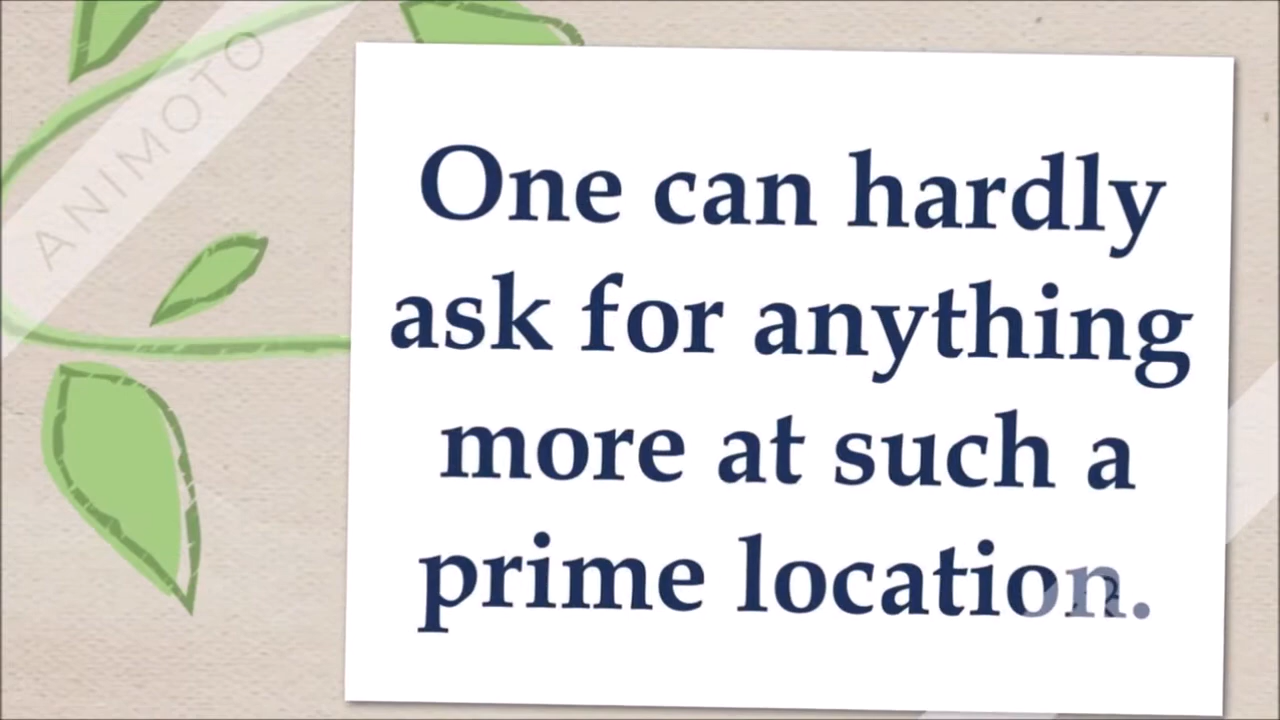 ANIMOTO
One can hardly
ask for anything
more at such a
prime location.